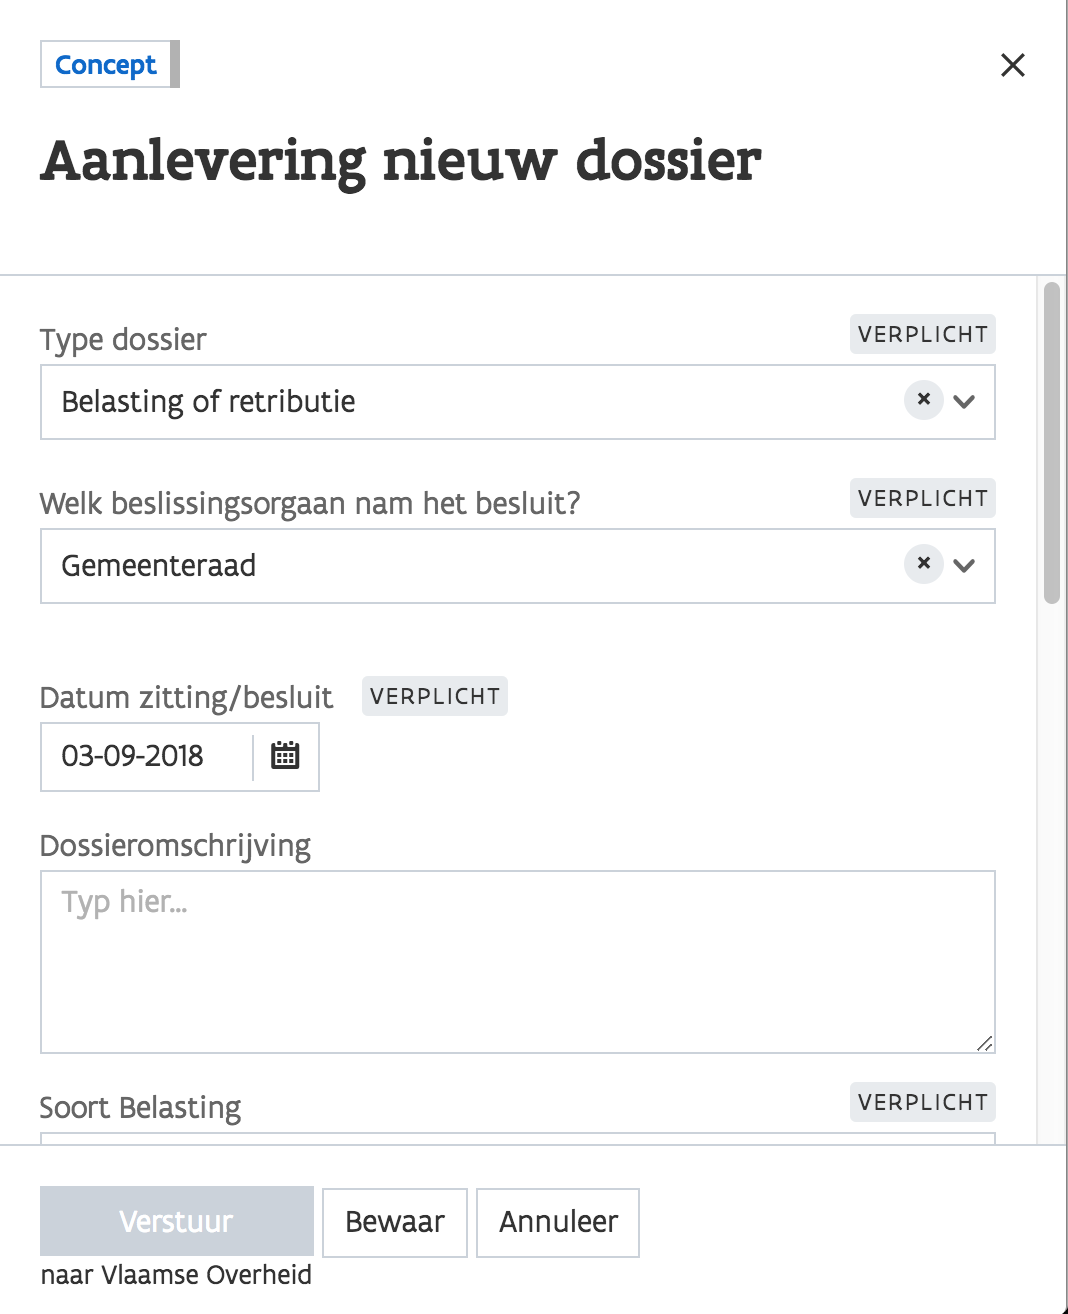 Concept
Aanlevering nieuw dossier
Type dossier VERPLICHT
Belasting of retributie
Welk beslissingsorgaan nam het besluit? VERPLICHT
Gemeenteraad
Datum zitting/besluit VERPLICHT
03-09-2018
Dossieromschrijving
Typ hier...
Soort Belasting VERPLICHT
Verstuur Bewaar Annuleer
naar Vlaamse Overheid